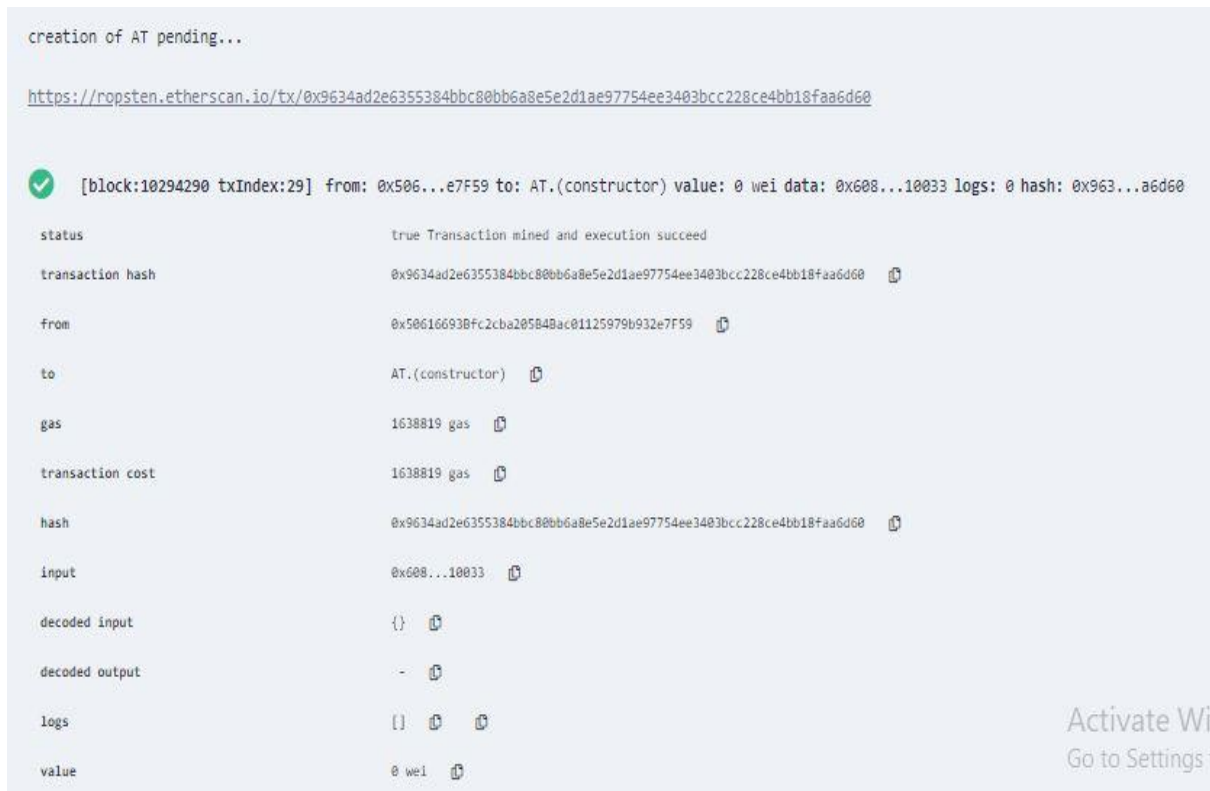 creation of AT pending...
https://ropsten.etherscan.io/tx/0x9634ad2e6355384bbc80bb6a8e5e2d1ae97754ee3403bcc228ce4bb18faa6d60
[block:10294290 txIndex:29] from: 0x506...e7F59 to: AT.(constructor) value: 0 wei data: 0x608...10033 logs: 0 hash: 0x963...a6d60
status true Transaction mined and execution succeed
transaction hash 0x9634ad2e6355384bbc80bb6a8e5e2d1ae97754ee3403bcc228ce4bb18faa6d60
from 0x50616693Bfc2cba205B4Bac01125979b932e7F59
to AT.(constructor)
gas 1638819 gas
transaction cost 1638819 gas
hash 0x9634ad2e6355384bbc80bb6a8e5e2d1ae97754ee3403bcc228ce4bb18faa6d60
input 0x608...10033
decoded input {}
decoded output -
logs []
value 0 wei
Activate Wi
Go to Settings